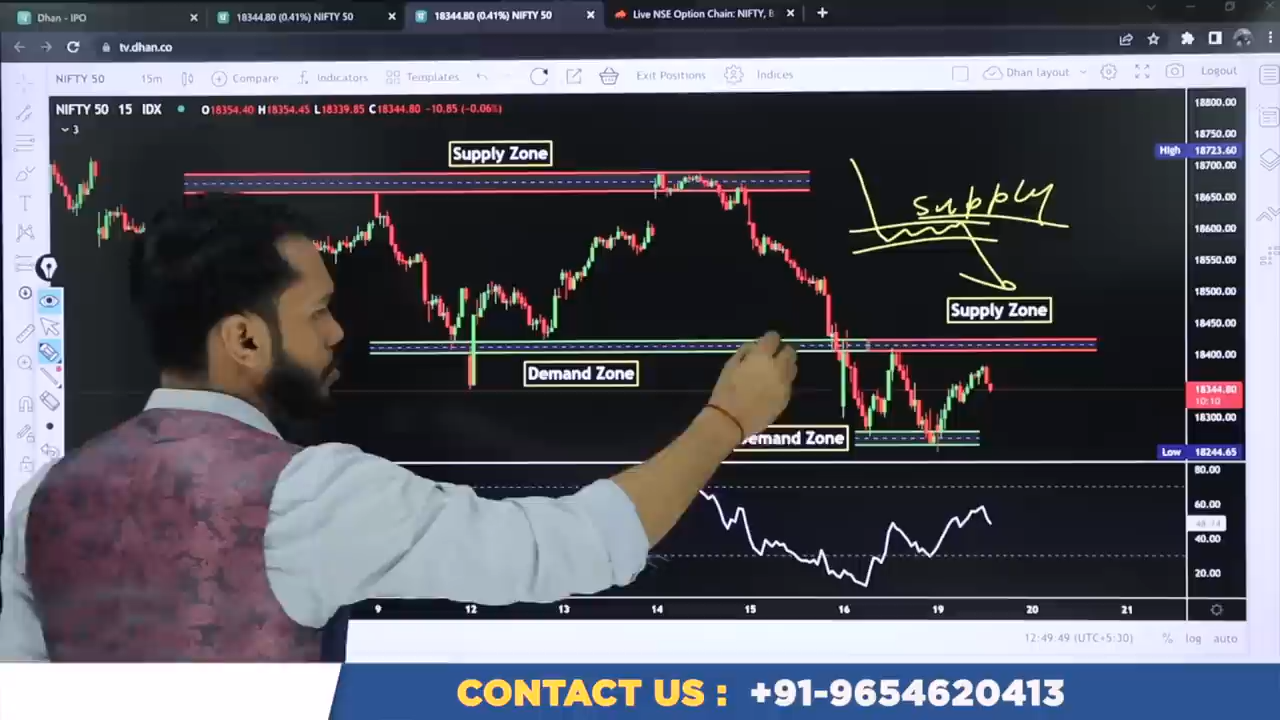 Dhan - IPO
18344.80 (0.41%) NIFTY 50
18344.80 (0.41%) NIFTY 50
Live NSE Option Chain: NIFTY, B
tv.dhan.co
NIFTY 50 15m Compare Indicators Templates Exit Positions Indices Dhan layout Logout
NIFTY 50 15 IDX O18354.40 H18354.45 L18339.85 C18344.80 -10.85 (-0.06%)
3
Supply Zone
supply
Supply Zone
Demand Zone
Demand Zone
18800.00
18750.00
High 18723.60
18700.00
18650.00
18600.00
18550.00
18500.00
18450.00
18400.00
18344.80
10:10
18300.00
Low 18244.65
80.00
60.00
48.14
40.00
20.00
9 12 13 14 15 16 19 20 21
12:49:49 (UTC+5:30) % log auto
CONTACT US : +91-9654620413